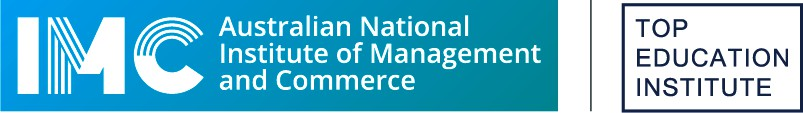 IMC
Australian National
Institute of Management
and Commerce
TOP
EDUCATION
INSTITUTE